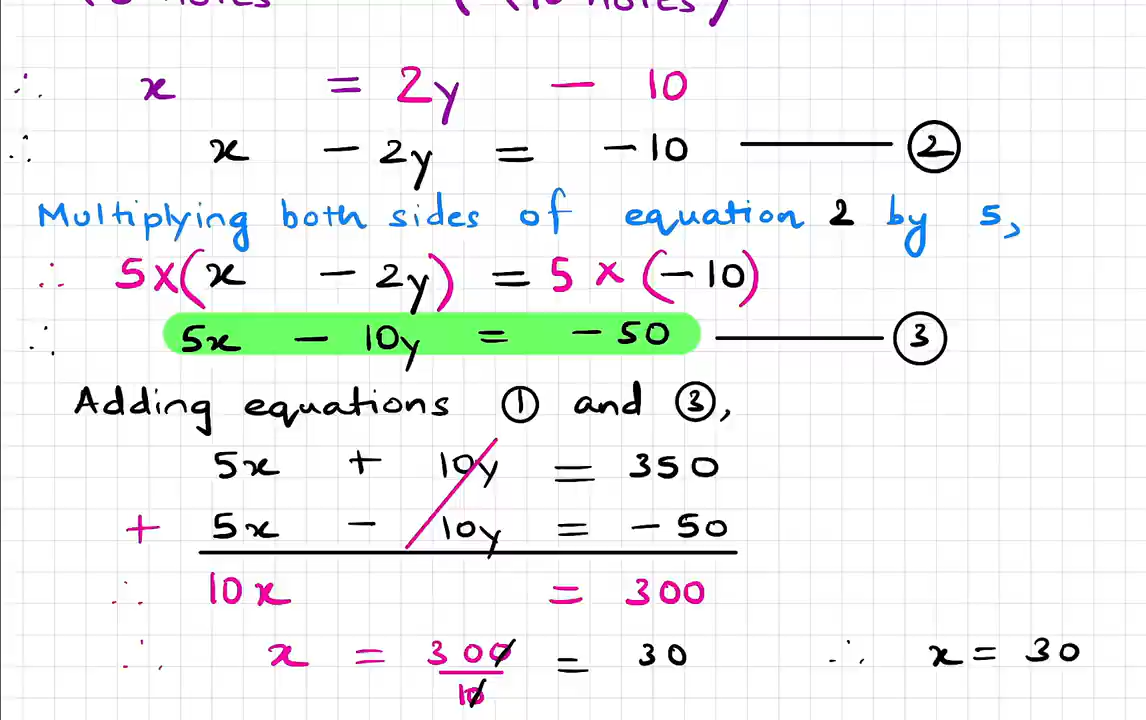 ∴ x = 2y - 10
∴ x - 2y = -10 ——— ②
Multiplying both sides of equation 2 by 5,
∴ 5×(x - 2y) = 5 × (-10)
∴ 5x - 10y = -50 ——— ③
Adding equations ① and ③,
5x + 10y = 350
+ 5x - 10y = -50
∴ 10x = 300
∴ x = 300/10 = 30 ∴ x = 30